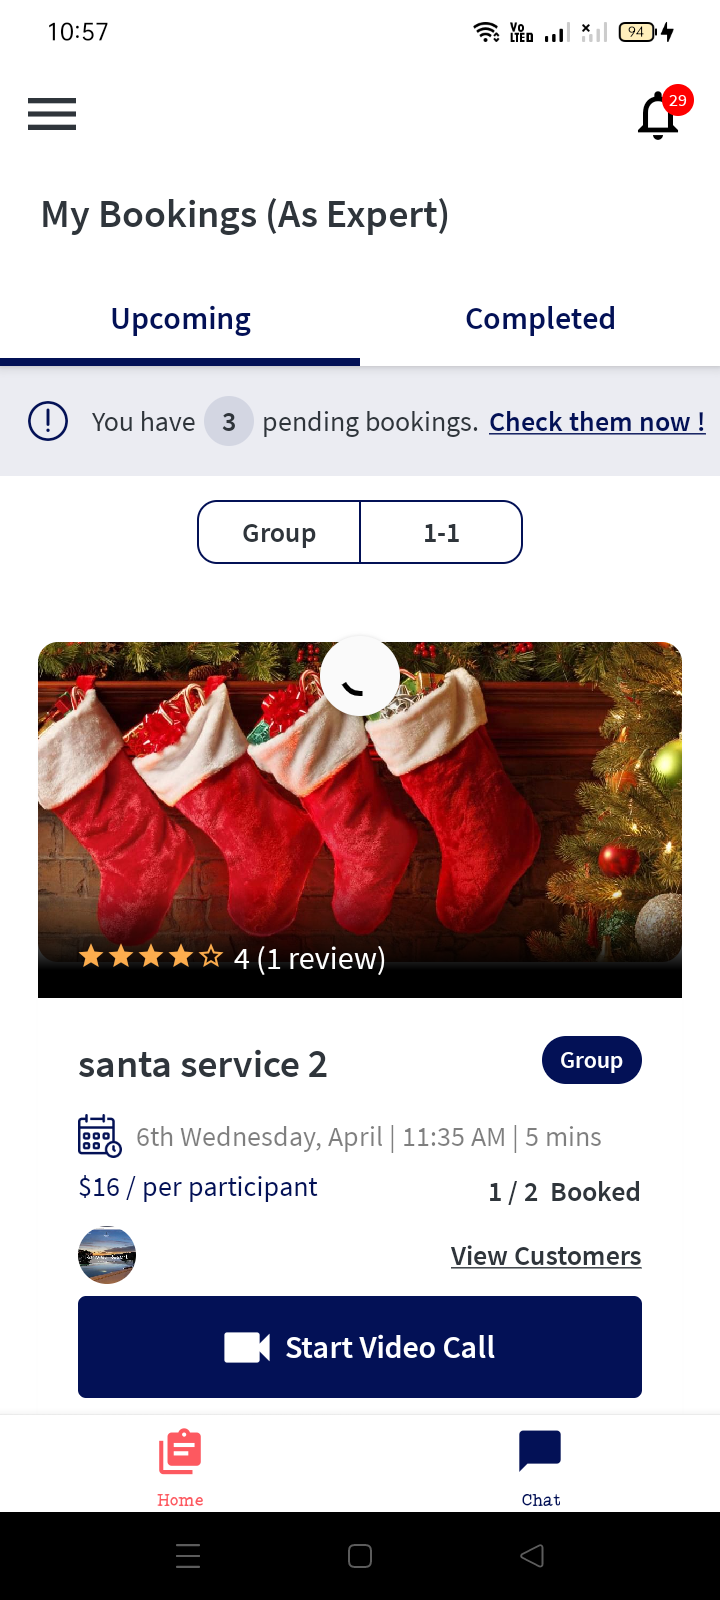 10:57
Vo LTED
94
29
My Bookings (As Expert)
Upcoming Completed
You have 3 pending bookings. Check them now !
Group 1-1
4 (1 review)
santa service 2
Group
6th Wednesday, April | 11:35 AM | 5 mins
$16 / per participant
1 / 2 Booked
View Customers
Start Video Call
Home Chat